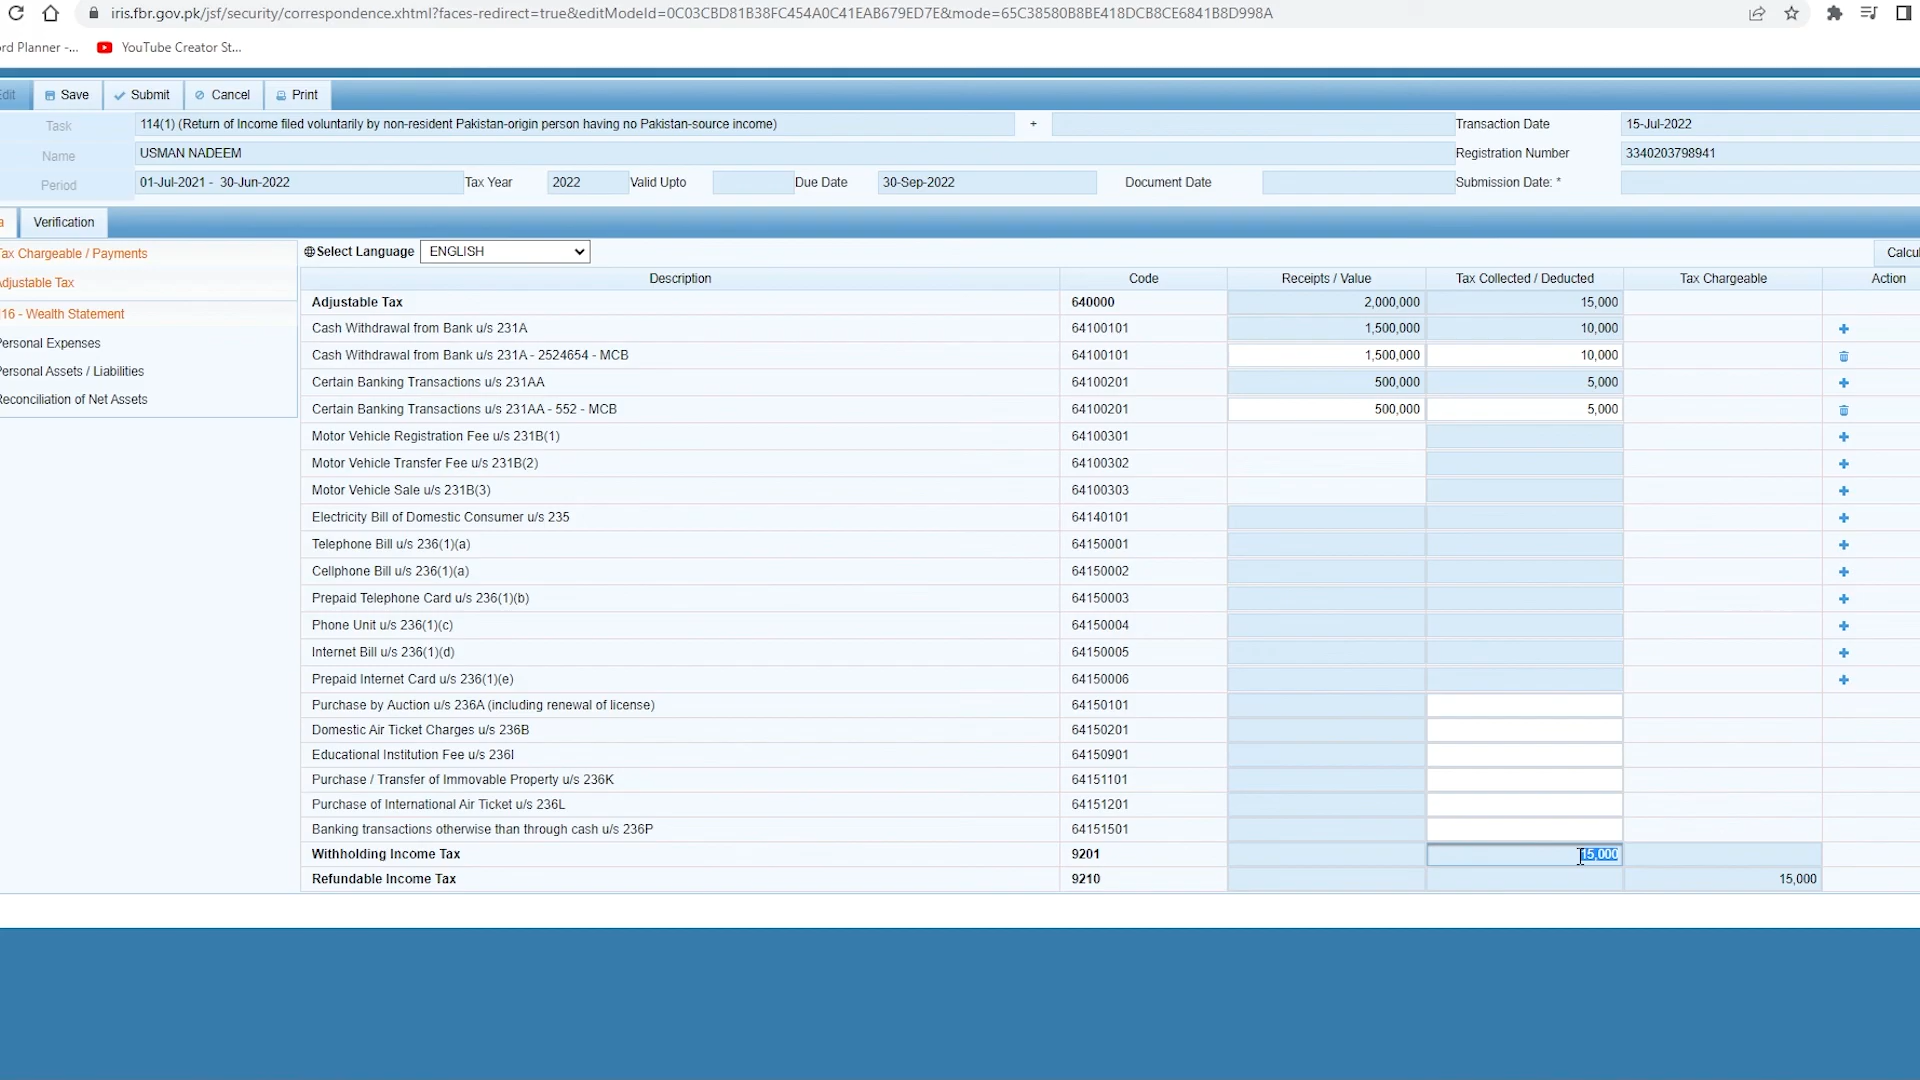 iris.fbr.gov.pk/jsf/security/correspondence.xhtml?faces-redirect=true&editModeId=0C03CBD81B38FC454A0C41EAB679ED7E&mode=65C38580B8BE418DCB8CE6841B8D998A
rd Planner -... YouTube Creator St...
Edit Save Submit Cancel Print
Task 114(1) (Return of Income filed voluntarily by non-resident Pakistan-origin person having no Pakistan-source income) + Transaction Date 15-Jul-2022
Name USMAN NADEEM Registration Number 3340203798941
Period 01-Jul-2021 - 30-Jun-2022 Tax Year 2022 Valid Upto Due Date 30-Sep-2022 Document Date Submission Date: *
a Verification
Tax Chargeable / Payments
Adjustable Tax
16 - Wealth Statement
Personal Expenses
Personal Assets / Liabilities
Reconciliation of Net Assets
Select Language ENGLISH Calcul
Description Code Receipts / Value Tax Collected / Deducted Tax Chargeable Action
Adjustable Tax 640000 2,000,000 15,000
Cash Withdrawal from Bank u/s 231A 64100101 1,500,000 10,000 +
Cash Withdrawal from Bank u/s 231A - 2524654 - MCB 64100101 1,500,000 10,000
Certain Banking Transactions u/s 231AA 64100201 500,000 5,000 +
Certain Banking Transactions u/s 231AA - 552 - MCB 64100201 500,000 5,000
Motor Vehicle Registration Fee u/s 231B(1) 64100301 +
Motor Vehicle Transfer Fee u/s 231B(2) 64100302 +
Motor Vehicle Sale u/s 231B(3) 64100303 +
Electricity Bill of Domestic Consumer u/s 235 64140101 +
Telephone Bill u/s 236(1)(a) 64150001 +
Cellphone Bill u/s 236(1)(a) 64150002 +
Prepaid Telephone Card u/s 236(1)(b) 64150003 +
Phone Unit u/s 236(1)(c) 64150004 +
Internet Bill u/s 236(1)(d) 64150005 +
Prepaid Internet Card u/s 236(1)(e) 64150006 +
Purchase by Auction u/s 236A (including renewal of license) 64150101
Domestic Air Ticket Charges u/s 236B 64150201
Educational Institution Fee u/s 236I 64150901
Purchase / Transfer of Immovable Property u/s 236K 64151101
Purchase of International Air Ticket u/s 236L 64151201
Banking transactions otherwise than through cash u/s 236P 64151501
Withholding Income Tax 9201 15,000
Refundable Income Tax 9210 15,000